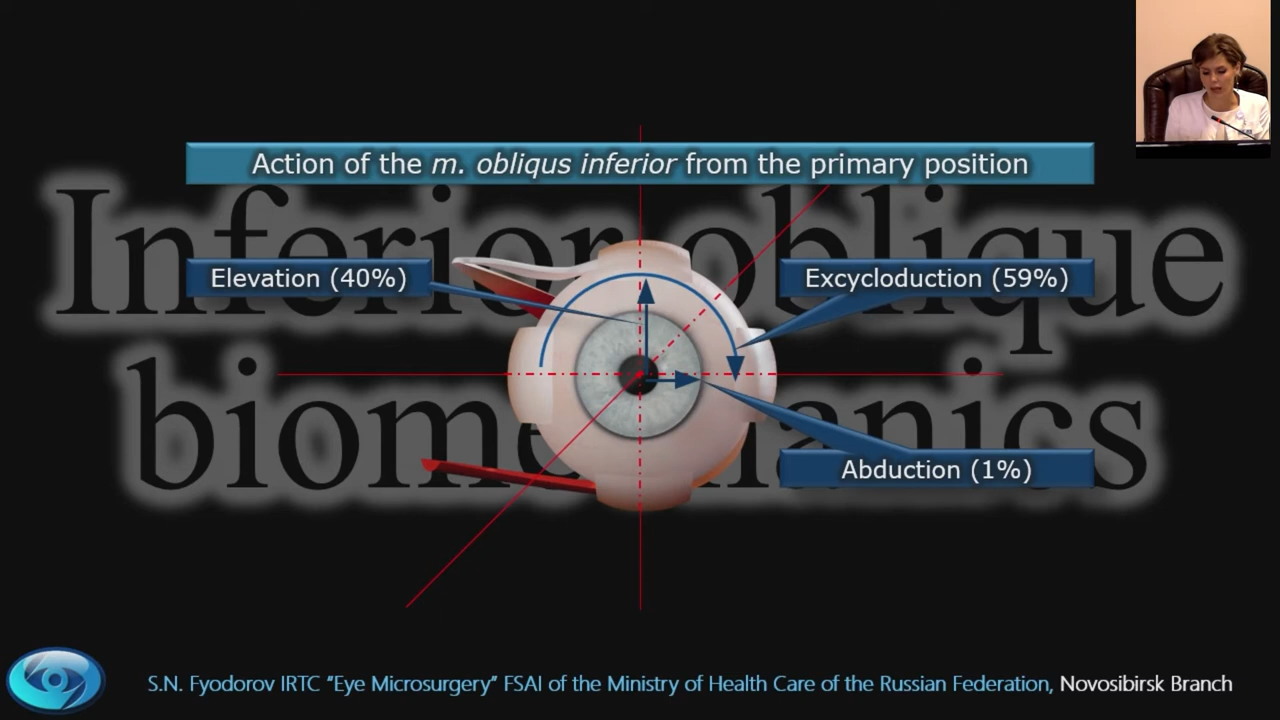 Action of the m. obliqus inferior from the primary position
Inferior oblique
Elevation (40%)
Excycloduction (59%)
biomechanics
Abduction (1%)
S.N. Fyodorov IRTC “Eye Microsurgery” FSAI of the Ministry of Health Care of the Russian Federation, Novosibirsk Branch